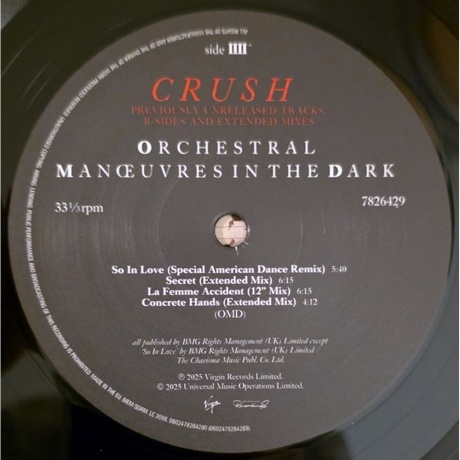 side IIII
CRUSH
PREVIOUSLY UNRELEASED TRACKS,
B-SIDES AND EXTENDED MIXES
ORCHESTRAL
MANŒUVRES IN THE DARK
33⅓rpm
7826429
So In Love (Special American Dance Remix) 5:40
Secret (Extended Mix) 6:15
La Femme Accident (12" Mix) 6:15
Concrete Hands (Extended Mix) 4:12
(OMD)
all published by BMG Rights Management (UK) Limited except
'So In Love' by BMG Rights Management (UK) Limited
The Charisma Music Publ. Co. Ltd.
℗ 2025 Virgin Records Limited.
© 2025 Universal Music Operations Limited.
Virgin